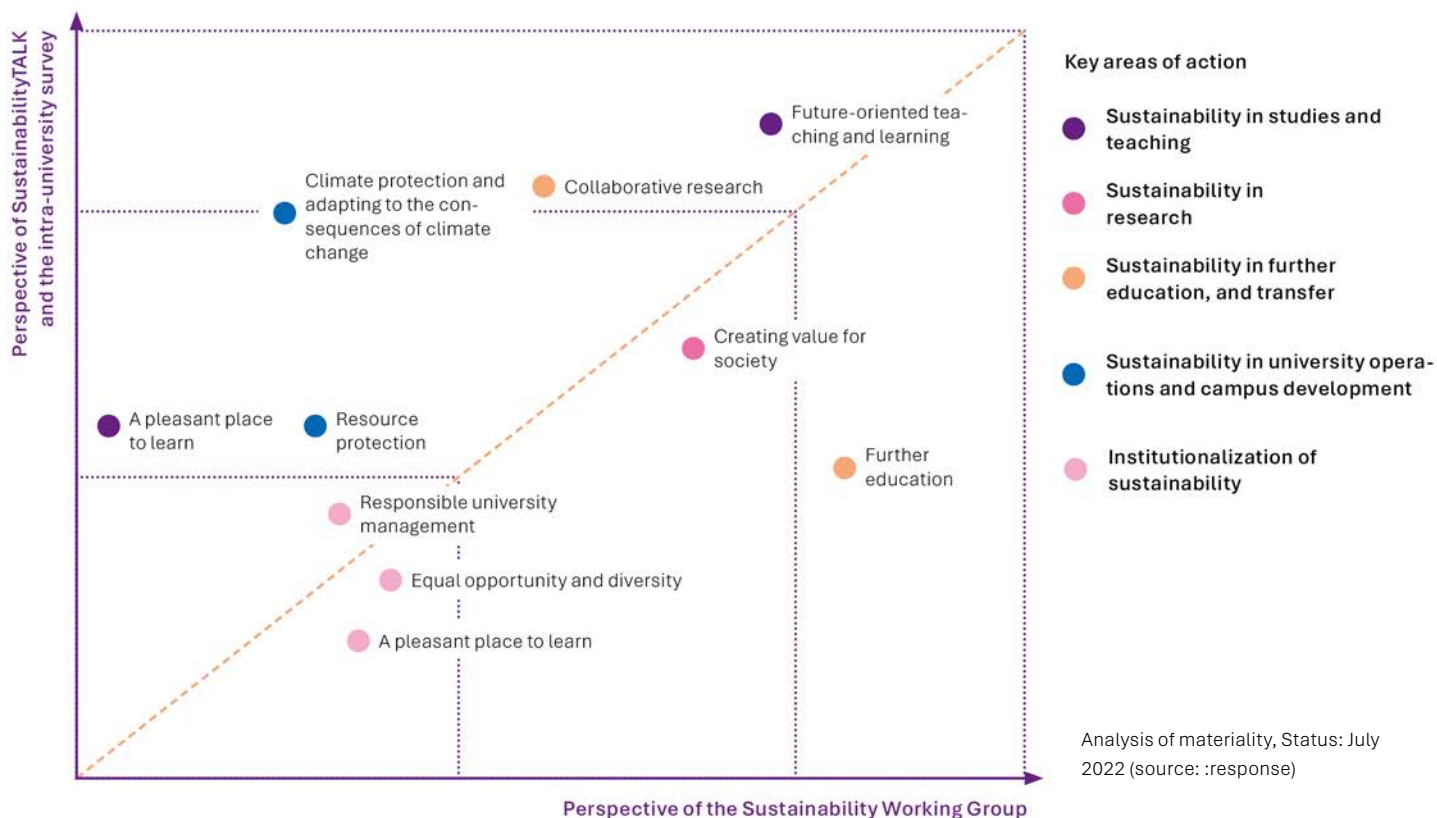 Perspective of SustainabilityTALK
and the intra-university survey
Future-oriented tea-
ching and learning
Climate protection and
adapting to the con-
sequences of climate
change
Collaborative research
Creating value for
society
A pleasant place
to learn
Resource
protection
Further
education
Responsible university
management
Equal opportunity and diversity
A pleasant place to learn
Perspective of the Sustainability Working Group
Key areas of action
Sustainability in studies and
teaching
Sustainability in
research
Sustainability in further
education, and transfer
Sustainability in university opera-
tions and campus development
Institutionalization of
sustainability
Analysis of materiality, Status: July
2022 (source: :response)